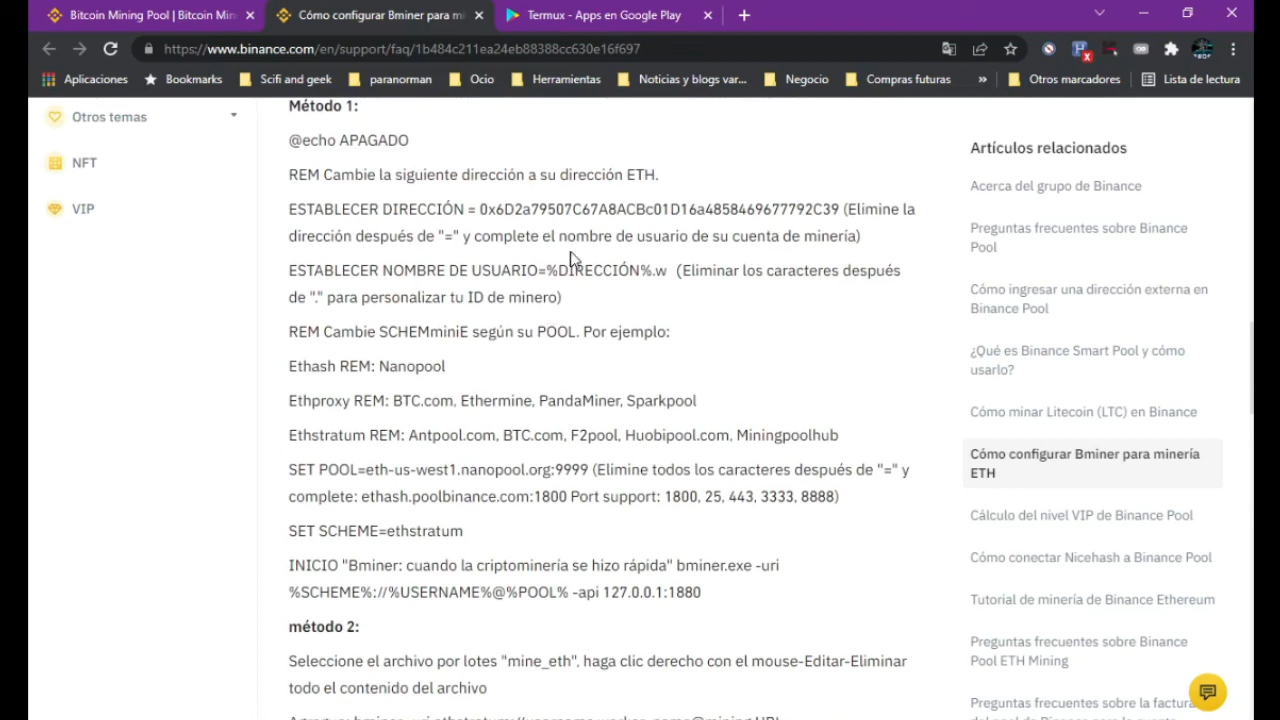 Bitcoin Mining Pool | Bitcoin Min
Cómo configurar Bminer para mi
Termux - Apps en Google Play
https://www.binance.com/en/support/faq/1b484c211ea24eb88388cc630e16f697
Aplicaciones
Bookmarks
Scifi and geek
paranorman
Ocio
Herramientas
Noticias y blogs var...
Negocio
Compras futuras
»
Otros marcadores
Lista de lectura
Otros temas
NFT
VIP
Método 1:
@echo APAGADO
REM Cambie la siguiente dirección a su dirección ETH.
ESTABLECER DIRECCIÓN = 0x6D2a79507C67A8ACBc01D16a4858469677792C39 (Elimine la
dirección después de "=" y complete el nombre de usuario de su cuenta de minería)
ESTABLECER NOMBRE DE USUARIO=%DIRECCIÓN%.w (Eliminar los caracteres después
de "." para personalizar tu ID de minero)
REM Cambie SCHEMminiE según su POOL. Por ejemplo:
Ethash REM: Nanopool
Ethproxy REM: BTC.com, Ethermine, PandaMiner, Sparkpool
Ethstratum REM: Antpool.com, BTC.com, F2pool, Huobipool.com, Miningpoolhub
SET POOL=eth-us-west1.nanopool.org:9999 (Elimine todos los caracteres después de "=" y
complete: ethash.poolbinance.com:1800 Port support: 1800, 25, 443, 3333, 8888)
SET SCHEME=ethstratum
INICIO "Bminer: cuando la criptominería se hizo rápida" bminer.exe -uri
%SCHEME%://%USERNAME%@%POOL% -api 127.0.0.1:1880
método 2:
Seleccione el archivo por lotes "mine_eth", haga clic derecho con el mouse-Editar-Eliminar
todo el contenido del archivo
Artículos relacionados
Acerca del grupo de Binance
Preguntas frecuentes sobre Binance
Pool
Cómo ingresar una dirección externa en
Binance Pool
¿Qué es Binance Smart Pool y cómo
usarlo?
Cómo minar Litecoin (LTC) en Binance
Cómo configurar Bminer para minería
ETH
Cálculo del nivel VIP de Binance Pool
Cómo conectar Nicehash a Binance Pool
Tutorial de minería de Binance Ethereum
Preguntas frecuentes sobre Binance
Pool ETH Mining
Preguntas frecuentes sobre la factura